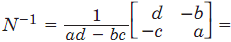 N⁻¹ = \frac{1}{ad − bc} \begin{bmatrix} d & −b \\ −c & a \end{bmatrix} =